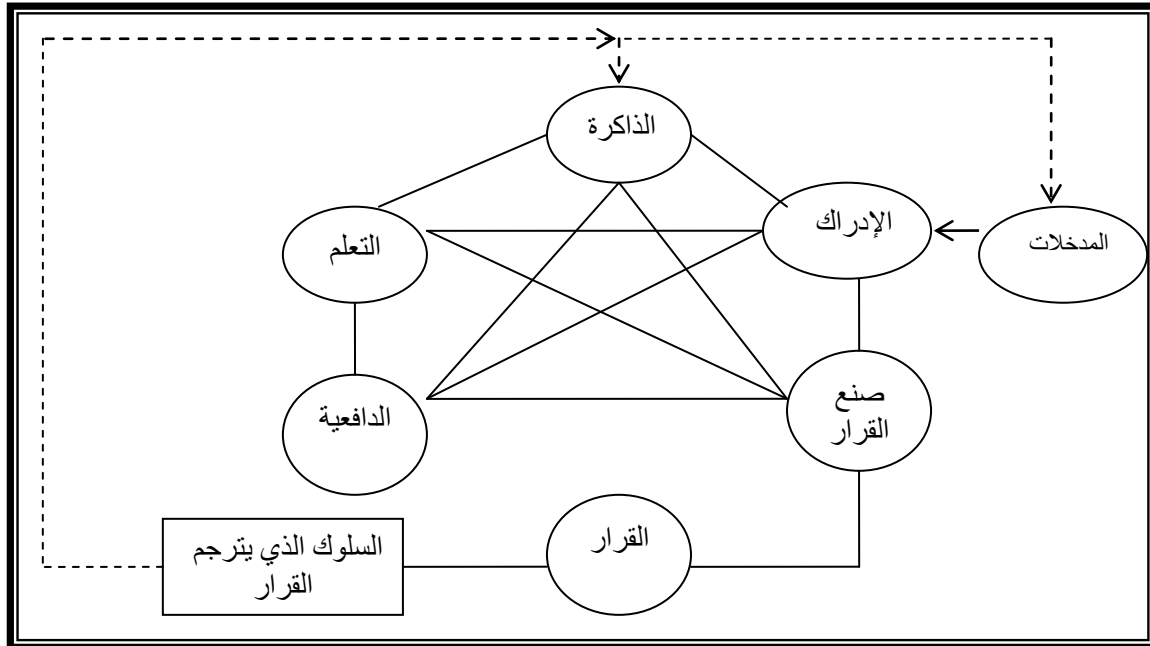 الذاكرة
الإدراك
المدخلات
التعلم
صنع
القرار
الدافعية
القرار
السلوك الذي يترجم
القرار